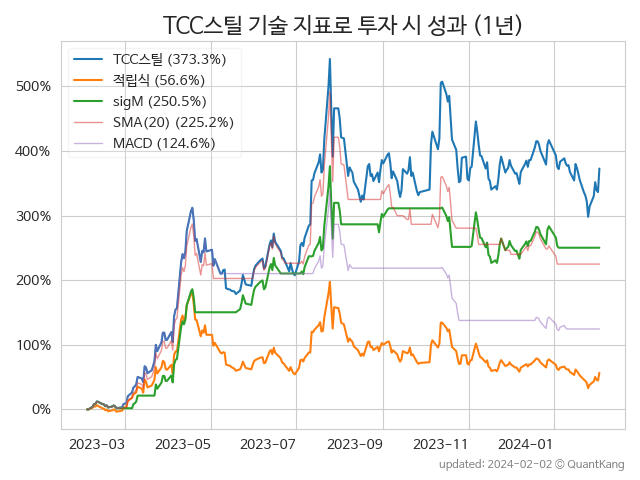 TCC스틸 기술 지표로 투자 시 성과 (1년)
TCC스틸 (373.3%)
적립식 (56.6%)
sigM (250.5%)
SMA(20) (225.2%)
MACD (124.6%)
500%
400%
300%
200%
100%
0%
2023-03 2023-05 2023-07 2023-09 2023-11 2024-01
updated: 2024-02-02 © QuantKang